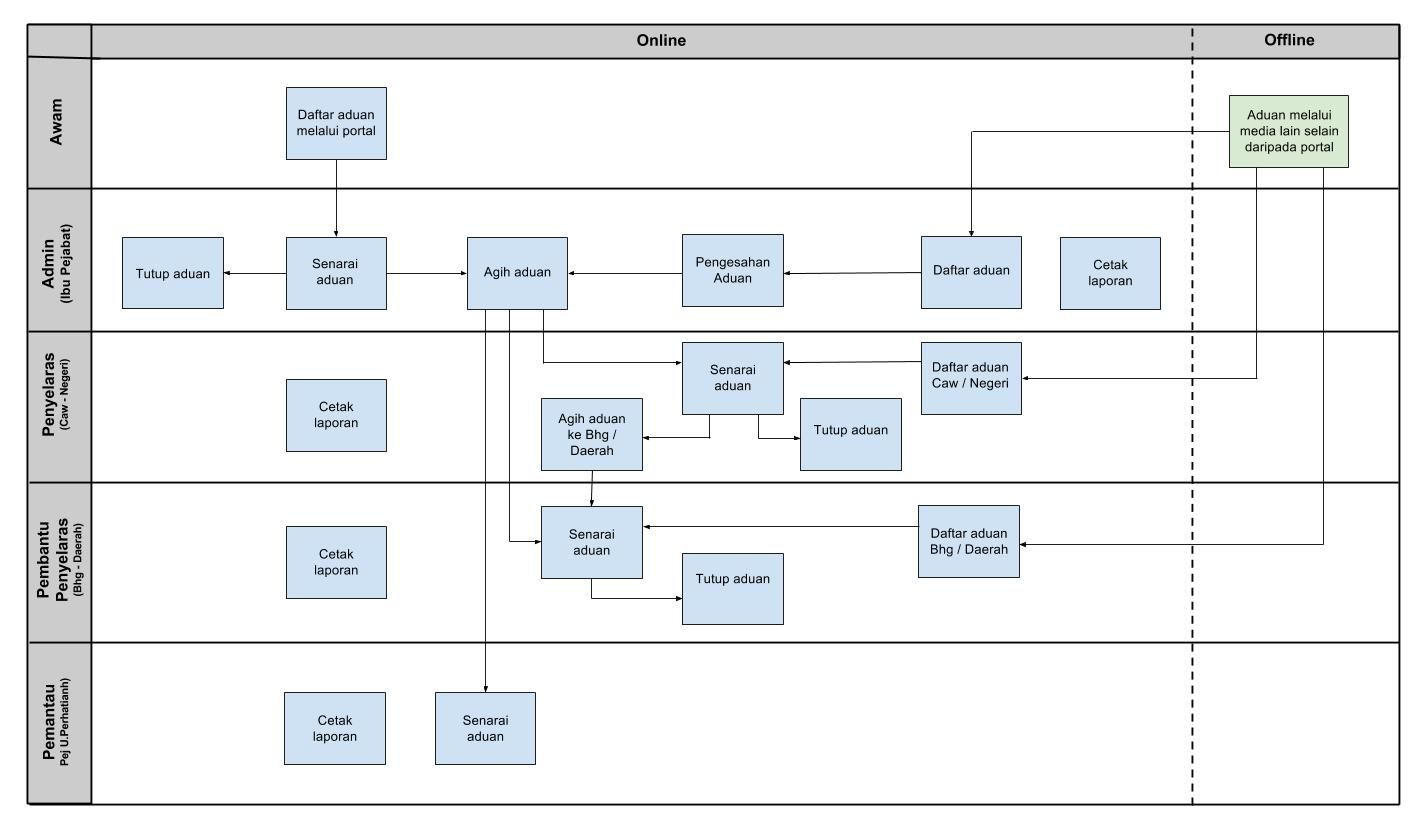 Online
Offline
Awam
Daftar aduan
melalui portal
Aduan melalui
media lain selain
daripada portal
Admin
(Ibu Pejabat)
Tutup aduan
Senarai
aduan
Agih aduan
Pengesahan
Aduan
Daftar aduan
Cetak
laporan
Penyelaras
(Caw - Negeri)
Cetak
laporan
Senarai
aduan
Daftar aduan
Caw / Negeri
Agih aduan
ke Bhg /
Daerah
Tutup aduan
Pembantu
Penyelaras
(Bhg - Daerah)
Cetak
laporan
Senarai
aduan
Daftar aduan
Bhg / Daerah
Tutup aduan
Pemantau
Pej U.Perhatianh)
Cetak
laporan
Senarai
aduan